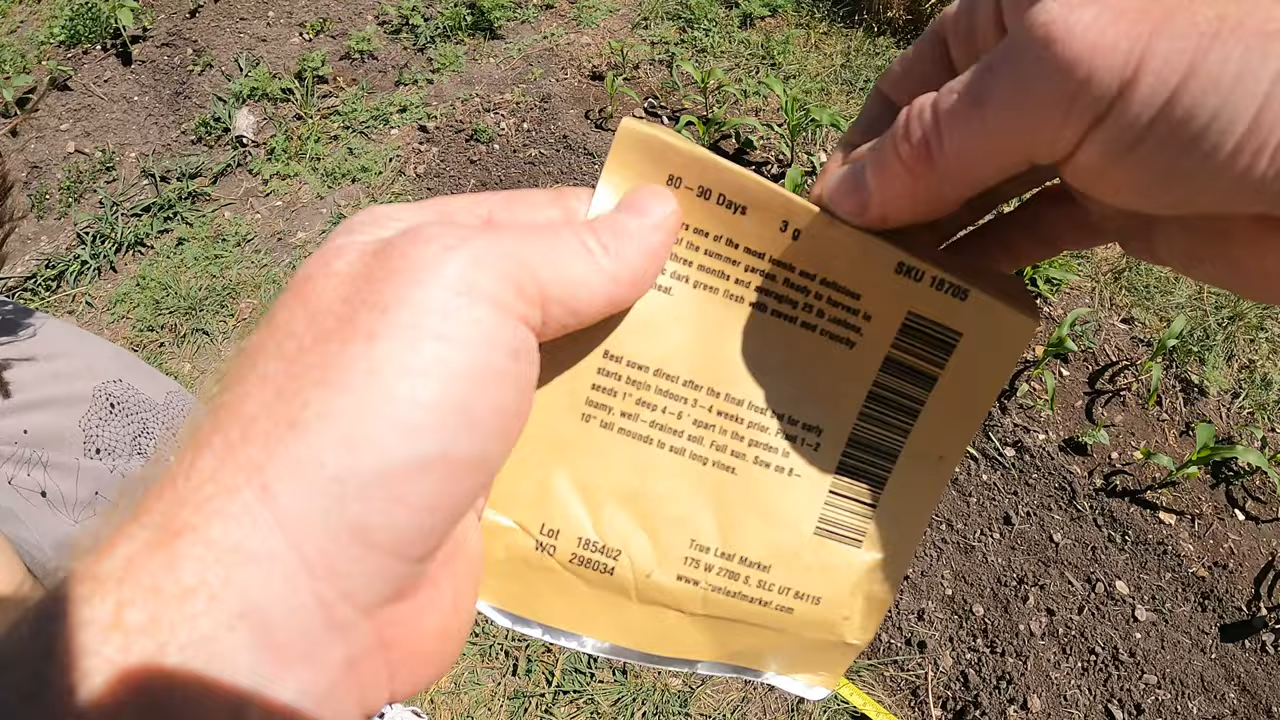 80-90 Days
3 g
SKU 18705
rs one of the most iconic and delicious
of the summer garden. Ready to harvest in
three months and averaging 25 lb
dark green flesh with sweet and crunchy
Best sown direct after the final frost but for early
starts begin indoors 3-4 weeks prior. Plant 1-2
seeds 1" deep 4-6' apart in the garden in
loamy, well-drained soil. Full sun. Sow on 8-
10" tall mounds to suit long vines.
Lot 185402
WO 298034
True Leaf Market
175 W 2700 S, SLC UT 84115
www.trueleafmarket.com